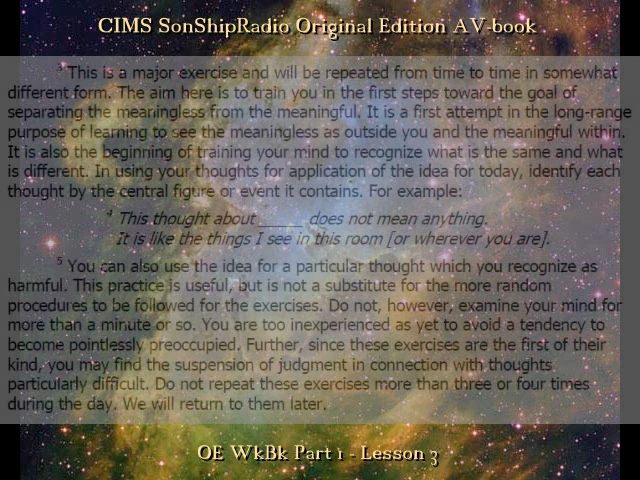 CIMS SonShipRadio Original Edition AV-book
3 This is a major exercise and will be repeated from time to time in somewhat
different form. The aim here is to train you in the first steps toward the goal of
separating the meaningless from the meaningful. It is a first attempt in the long-range
purpose of learning to see the meaningless as outside you and the meaningful within.
It is also the beginning of training your mind to recognize what is the same and what
is different. In using your thoughts for application of the idea for today, identify each
thought by the central figure or event it contains. For example:
4 This thought about _____ does not mean anything.
It is like the things I see in this room [or wherever you are].
5 You can also use the idea for a particular thought which you recognize as
harmful. This practice is useful, but is not a substitute for the more random
procedures to be followed for the exercises. Do not, however, examine your mind for
more than a minute or so. You are too inexperienced as yet to avoid a tendency to
become pointlessly preoccupied. Further, since these exercises are the first of their
kind, you may find the suspension of judgment in connection with thoughts
particularly difficult. Do not repeat these exercises more than three or four times
during the day. We will return to them later.
OE WkBk Part 1 - Lesson 3